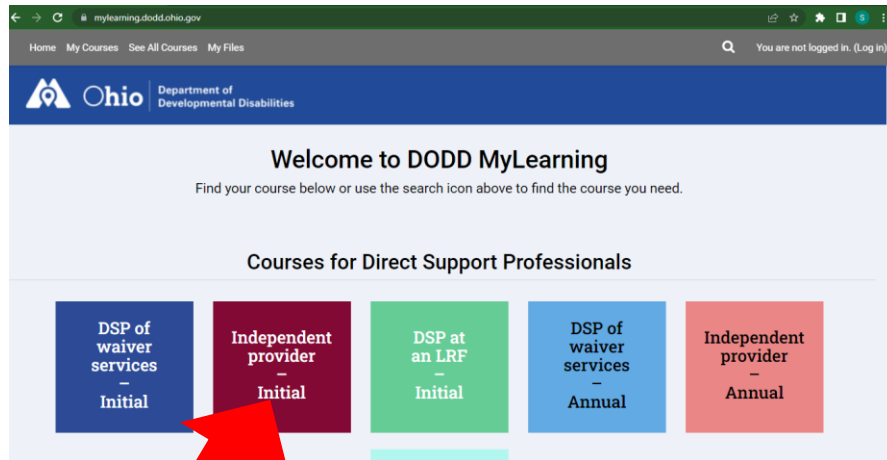 mylearning.dodd.ohio.gov
S
Home My Courses See All Courses My Files
You are not logged in. (Log in)
Ohio
Department of
Developmental Disabilities
Welcome to DODD MyLearning
Find your course below or use the search icon above to find the course you need.
Courses for Direct Support Professionals
DSP of
waiver
services
–
Initial
Independent
provider
–
Initial
DSP at
an LRF
–
Initial
DSP of
waiver
services
–
Annual
Independent
provider
–
Annual